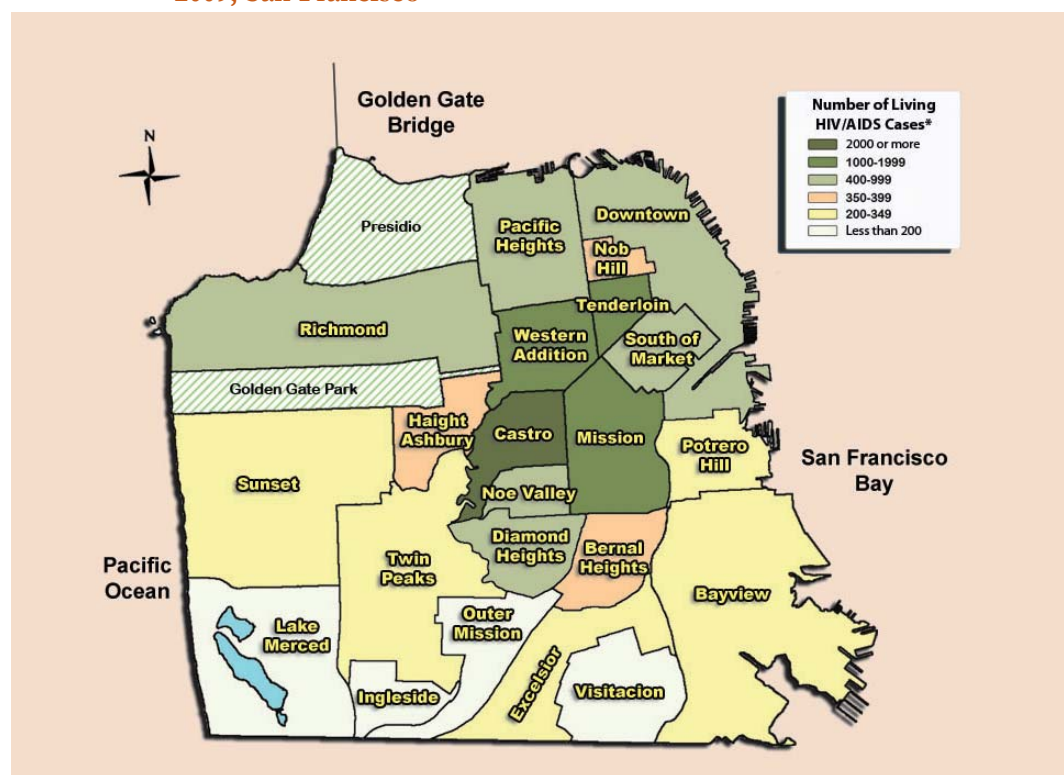 2009, San Francisco
Golden Gate
Bridge
Number of Living
HIV/AIDS Cases*
2000 or more
1000-1999
400-999
350-399
200-349
Less than 200
N
Presidio
Pacific
Heights
Downtown
Nob
Hill
Tenderloin
Richmond
Western
Addition
South of
Market
Golden Gate Park
Haight
Ashbury
Castro
Mission
Potrero
Hill
San Francisco
Bay
Sunset
Noe Valley
Diamond
Heights
Bernal
Heights
Twin
Peaks
Pacific
Ocean
Bayview
Lake
Merced
Outer
Mission
Ingleside
Excelsior
Visitacion